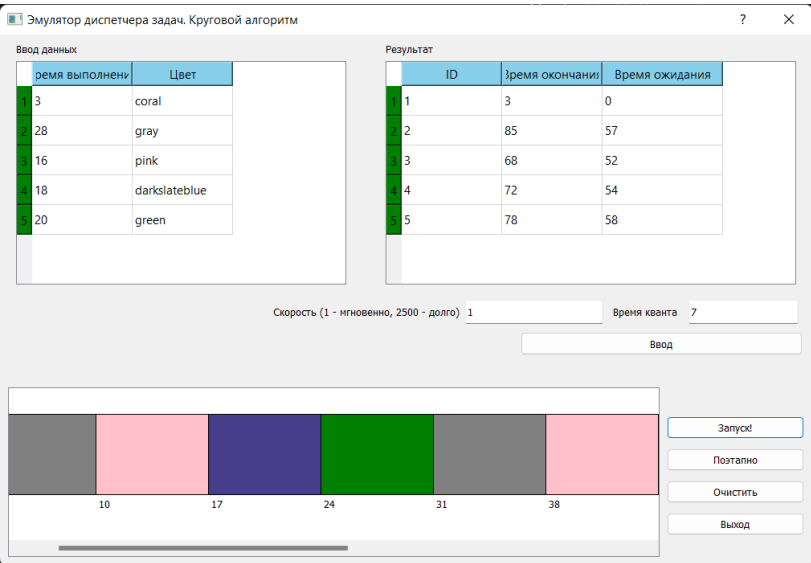 Эмулятор диспетчера задач. Круговой алгоритм ?
Ввод данных
ремя выполнени Цвет
1 3 coral
2 28 gray
3 16 pink
4 18 darkslateblue
5 20 green
Результат
ID Время окончания Время ожидания
1 1 3 0
2 2 85 57
3 3 68 52
4 4 72 54
5 5 78 58
Скорость (1 - мгновенно, 2500 - долго) 1 Время кванта 7
Ввод
10 17 24 31 38
Запуск!
Поэтапно
Очистить
Выход